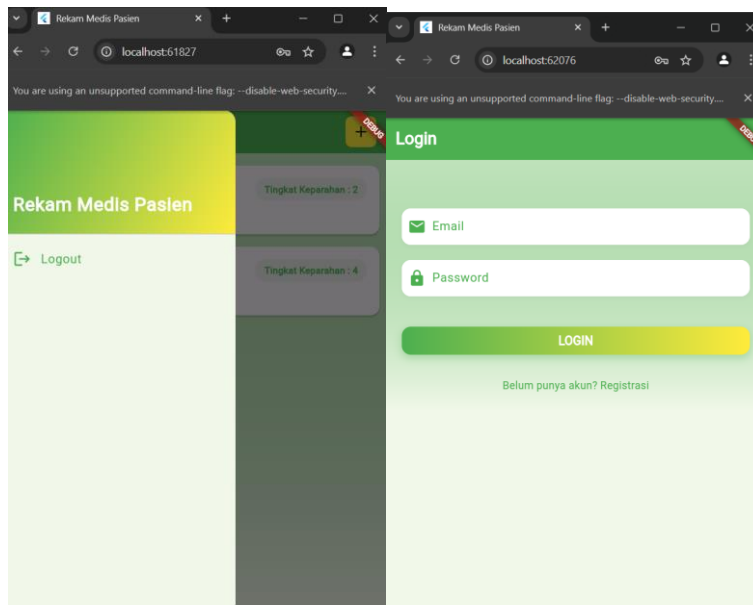 Rekam Medis Pasien
localhost:61827
You are using an unsupported command-line flag: --disable-web-security....
DEBUG
Rekam Medis Pasien
Logout
Tingkat Keparahan : 2
Tingkat Keparahan : 4
Rekam Medis Pasien
localhost:62076
You are using an unsupported command-line flag: --disable-web-security....
Login
Email
Password
LOGIN
Belum punya akun? Registrasi